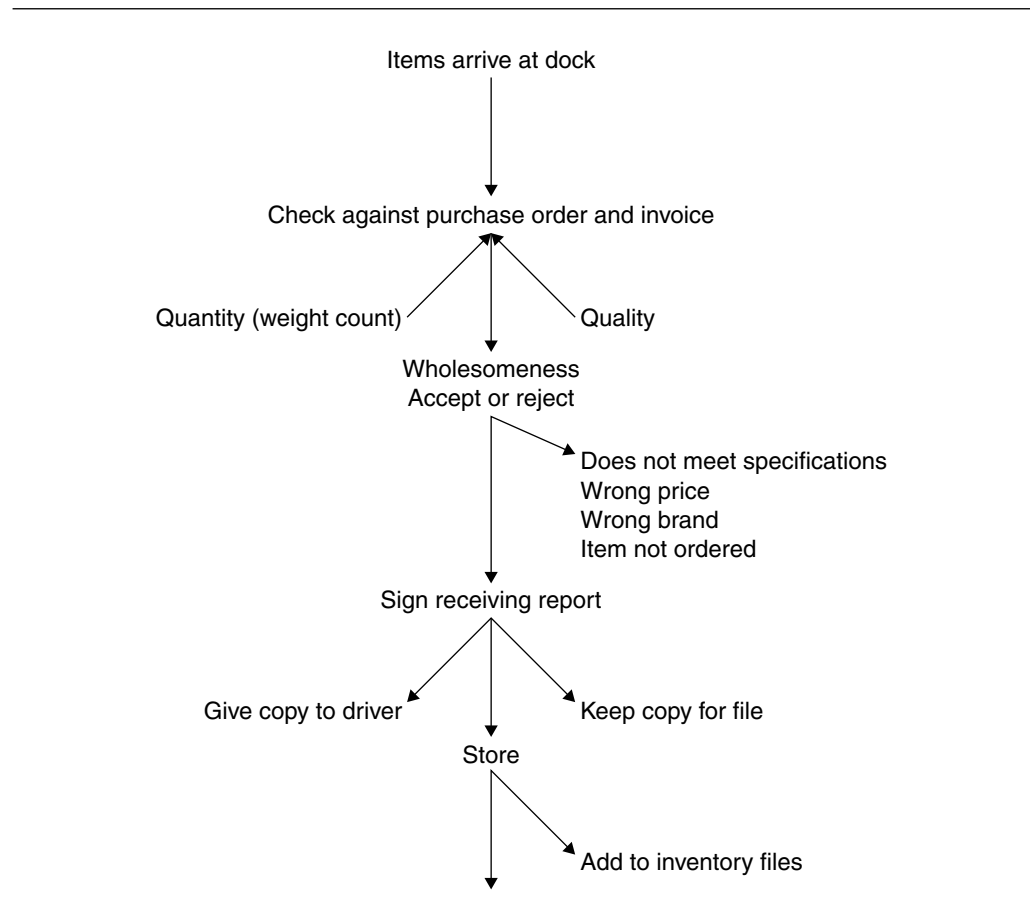 Items arrive at dock
Check against purchase order and invoice
Quantity (weight count)
Quality
Wholesomeness
Accept or reject
Does not meet specifications
Wrong price
Wrong brand
Item not ordered
Sign receiving report
Give copy to driver
Keep copy for file
Store
Add to inventory files